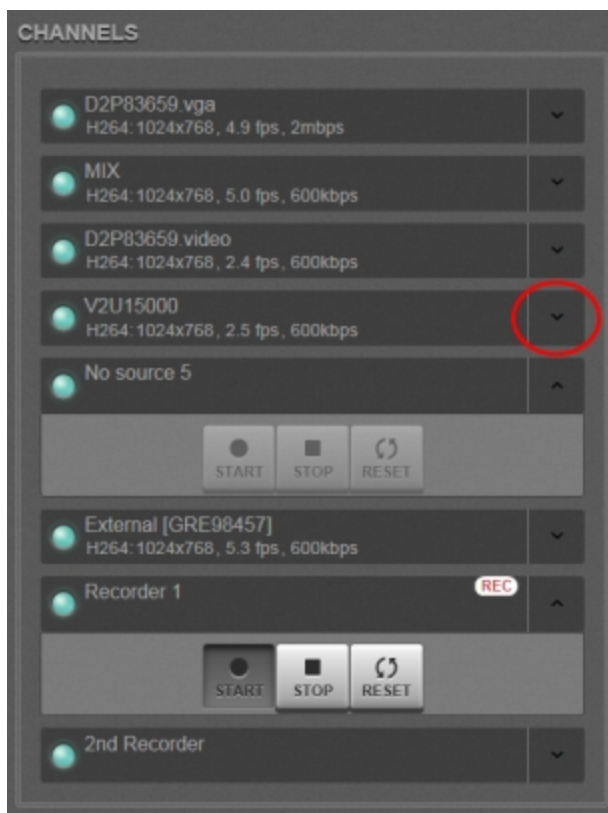 CHANNELS
D2P83659.vga
H264:1024x768, 4.9 fps, 2mbps
MIX
H264:1024x768, 5.0 fps, 600kbps
D2P83659.video
H264:1024x768, 2.4 fps, 600kbps
V2U15000
H264:1024x768, 2.5 fps, 600kbps
No source 5
START STOP RESET
External [GRE98457]
H264:1024x768, 5.3 fps, 600kbps
Recorder 1 REC
START STOP RESET
2nd Recorder